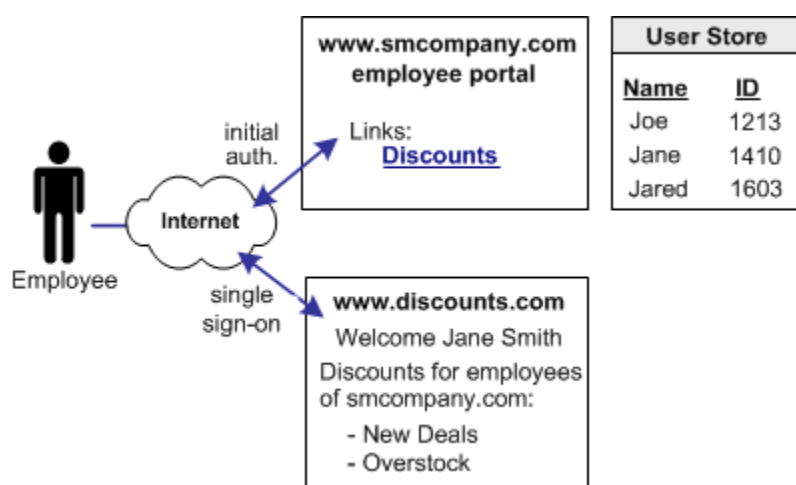 www.smcompany.com
employee portal
Links:
Discounts
User Store
Name ID
Joe 1213
Jane 1410
Jared 1603
initial
auth.
Internet
Employee
single
sign-on
www.discounts.com
Welcome Jane Smith
Discounts for employees
of smcompany.com:
- New Deals
- Overstock